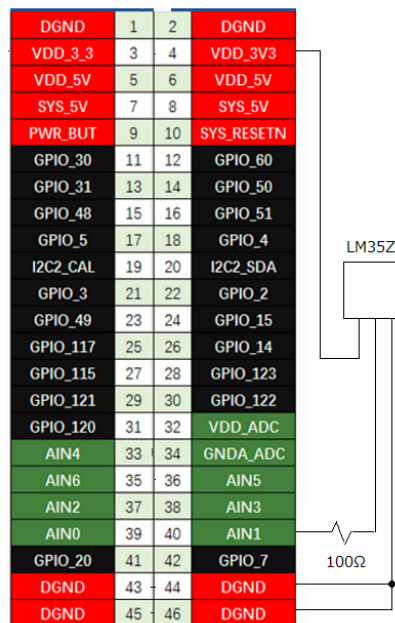 DGND 1 2 DGND
VDD_3_3 3 4 VDD_3V3
VDD_5V 5 6 VDD_5V
SYS_5V 7 8 SYS_5V
PWR_BUT 9 10 SYS_RESETN
GPIO_30 11 12 GPIO_60
GPIO_31 13 14 GPIO_50
GPIO_48 15 16 GPIO_51
GPIO_5 17 18 GPIO_4
I2C2_CAL 19 20 I2C2_SDA
GPIO_3 21 22 GPIO_2
GPIO_49 23 24 GPIO_15
GPIO_117 25 26 GPIO_14
GPIO_115 27 28 GPIO_123
GPIO_121 29 30 GPIO_122
GPIO_120 31 32 VDD_ADC
AIN4 33 34 GNDA_ADC
AIN6 35 36 AIN5
AIN2 37 38 AIN3
AIN0 39 40 AIN1
GPIO_20 41 42 GPIO_7
DGND 43 44 DGND
DGND 45 46 DGND
LM35Z
100Ω